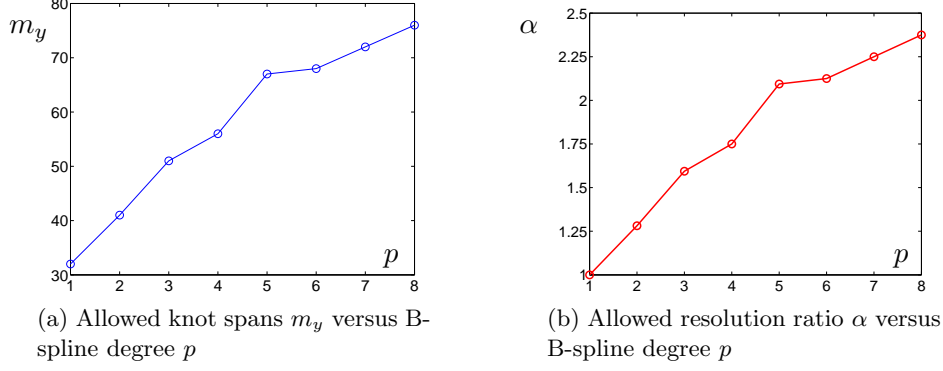 80
70
60
50
40
30
m_y
p
1 2 3 4 5 6 7 8
(a) Allowed knot spans m_y versus B-
spline degree p
2.5
2.25
2
1.75
1.5
1.25
1
α
p
1 2 3 4 5 6 7 8
(b) Allowed resolution ratio α versus
B-spline degree p